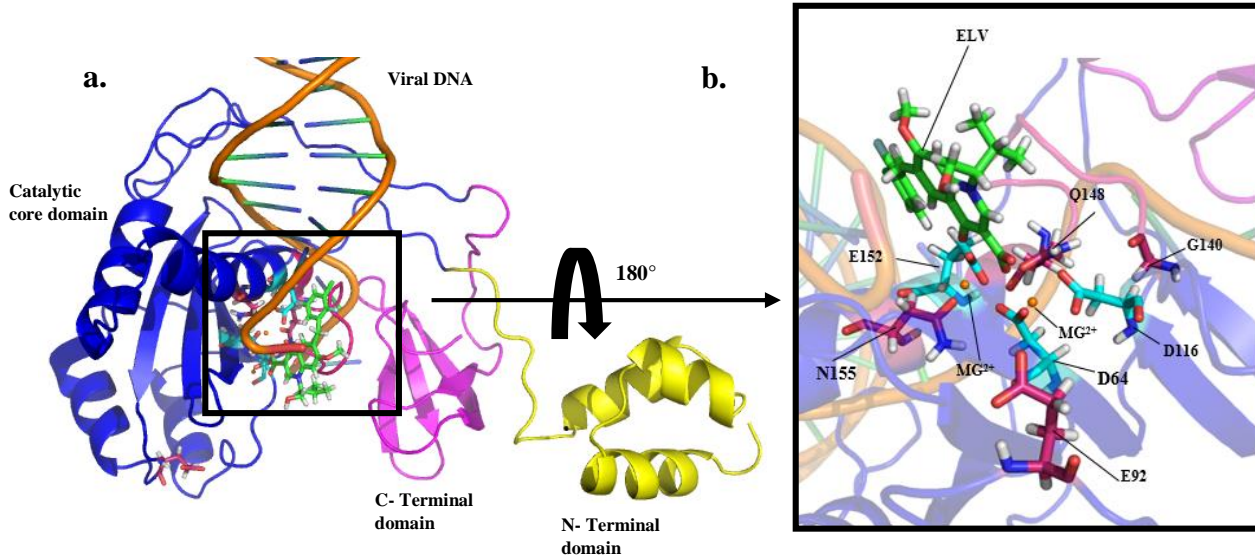 a.
Viral DNA
Catalytic
core domain
C- Terminal
domain
N- Terminal
domain
180°
b.
ELV
Q148
G140
E152
MG²⁺
D116
N155
MG²⁺
D64
E92